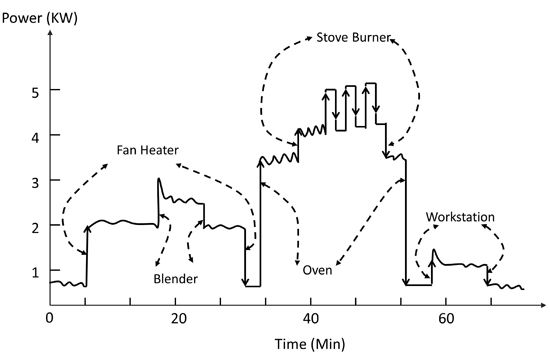 Power (KW)
Stove Burner
5
4
Fan Heater
3
2
Workstation
1
Blender
Oven
0
20
40
60
Time (Min)